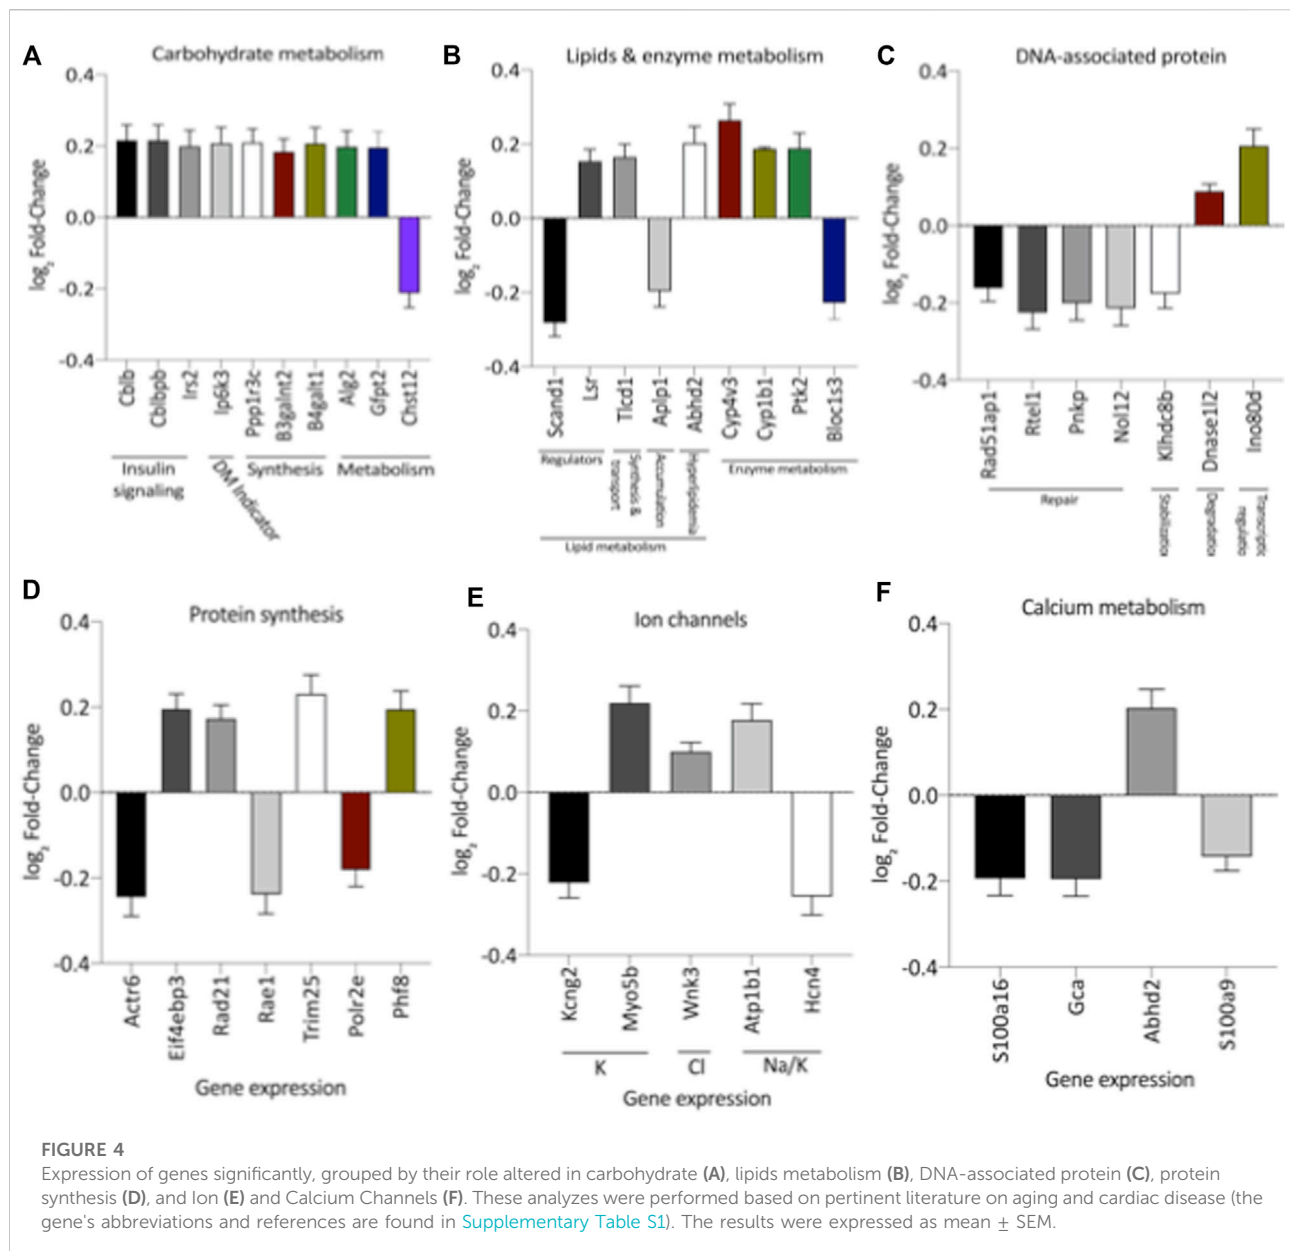 A
Carbohydrate metabolism
0.4
0.2
0.0
-0.2
-0.4
log2 Fold-Change
Cblb
Cblbpb
Irs2
Ip6k3
Ppp1r3c
B3galnt2
B4galt1
Alg2
Gfpt2
Chst12
Insulin
signaling
DM Indicator
Synthesis
Metabolism
B
Lipids & enzyme metabolism
0.4
0.2
0.0
-0.2
-0.4
log2 Fold-Change
Scand1
Lsr
Tlcd1
Aplp1
Abhd2
Cyp4v3
Cyp1b1
Ptk2
Bloc1s3
Regulators
Synthesis &
transport
Accumulation
Hyperlipidemia
Enzyme metabolism
Lipid metabolism
C
DNA-associated protein
0.4
0.2
0.0
-0.2
-0.4
log2 Fold-Change
Rad51ap1
Rtel1
Pnkp
Nol12
Klhdc8b
Dnase1l2
Ino80d
Repair
Stabilization
Degradation
Transcriptic
regulatio
D
Protein synthesis
0.4
0.2
0.0
-0.2
-0.4
log2 Fold-Change
Actr6
Eif4ebp3
Rad21
Rae1
Trim25
Polr2e
Phf8
Gene expression
E
Ion channels
0.4
0.2
0.0
-0.2
-0.4
log2 Fold-Change
Kcng2
Myo5b
Wnk3
Atp1b1
Hcn4
K
Cl
Na/K
Gene expression
F
Calcium metabolism
0.4
0.2
0.0
-0.2
-0.4
log2 Fold-Change
S100a16
Gca
Abhd2
S100a9
Gene expression
FIGURE 4
Expression of genes significantly, grouped by their role altered in carbohydrate (A), lipids metabolism (B), DNA-associated protein (C), protein
synthesis (D), and Ion (E) and Calcium Channels (F). These analyzes were performed based on pertinent literature on aging and cardiac disease (the
gene's abbreviations and references are found in Supplementary Table S1). The results were expressed as mean ± SEM.